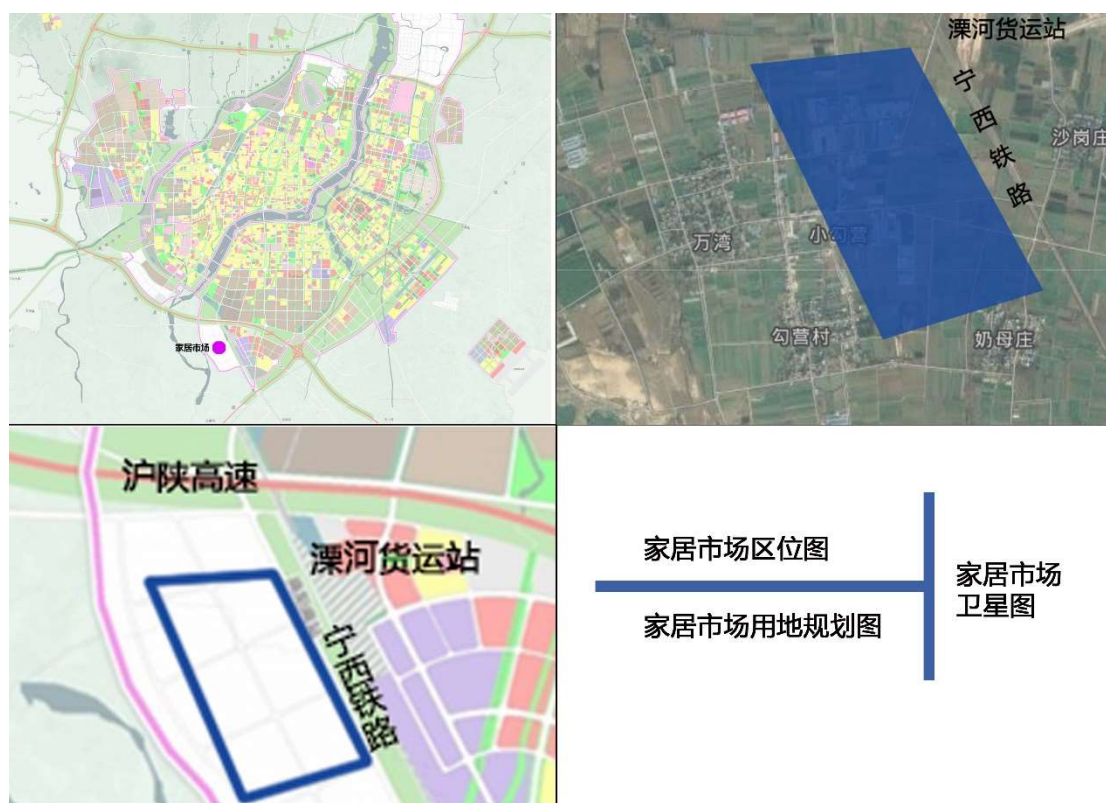 家居市场
溧河货运站
宁西铁路
沙岗庄
万湾
小勾营
勾营村
奶母庄
沪陕高速
溧河货运站
宁西铁路
家居市场区位图
家居市场用地规划图
家居市场
卫星图